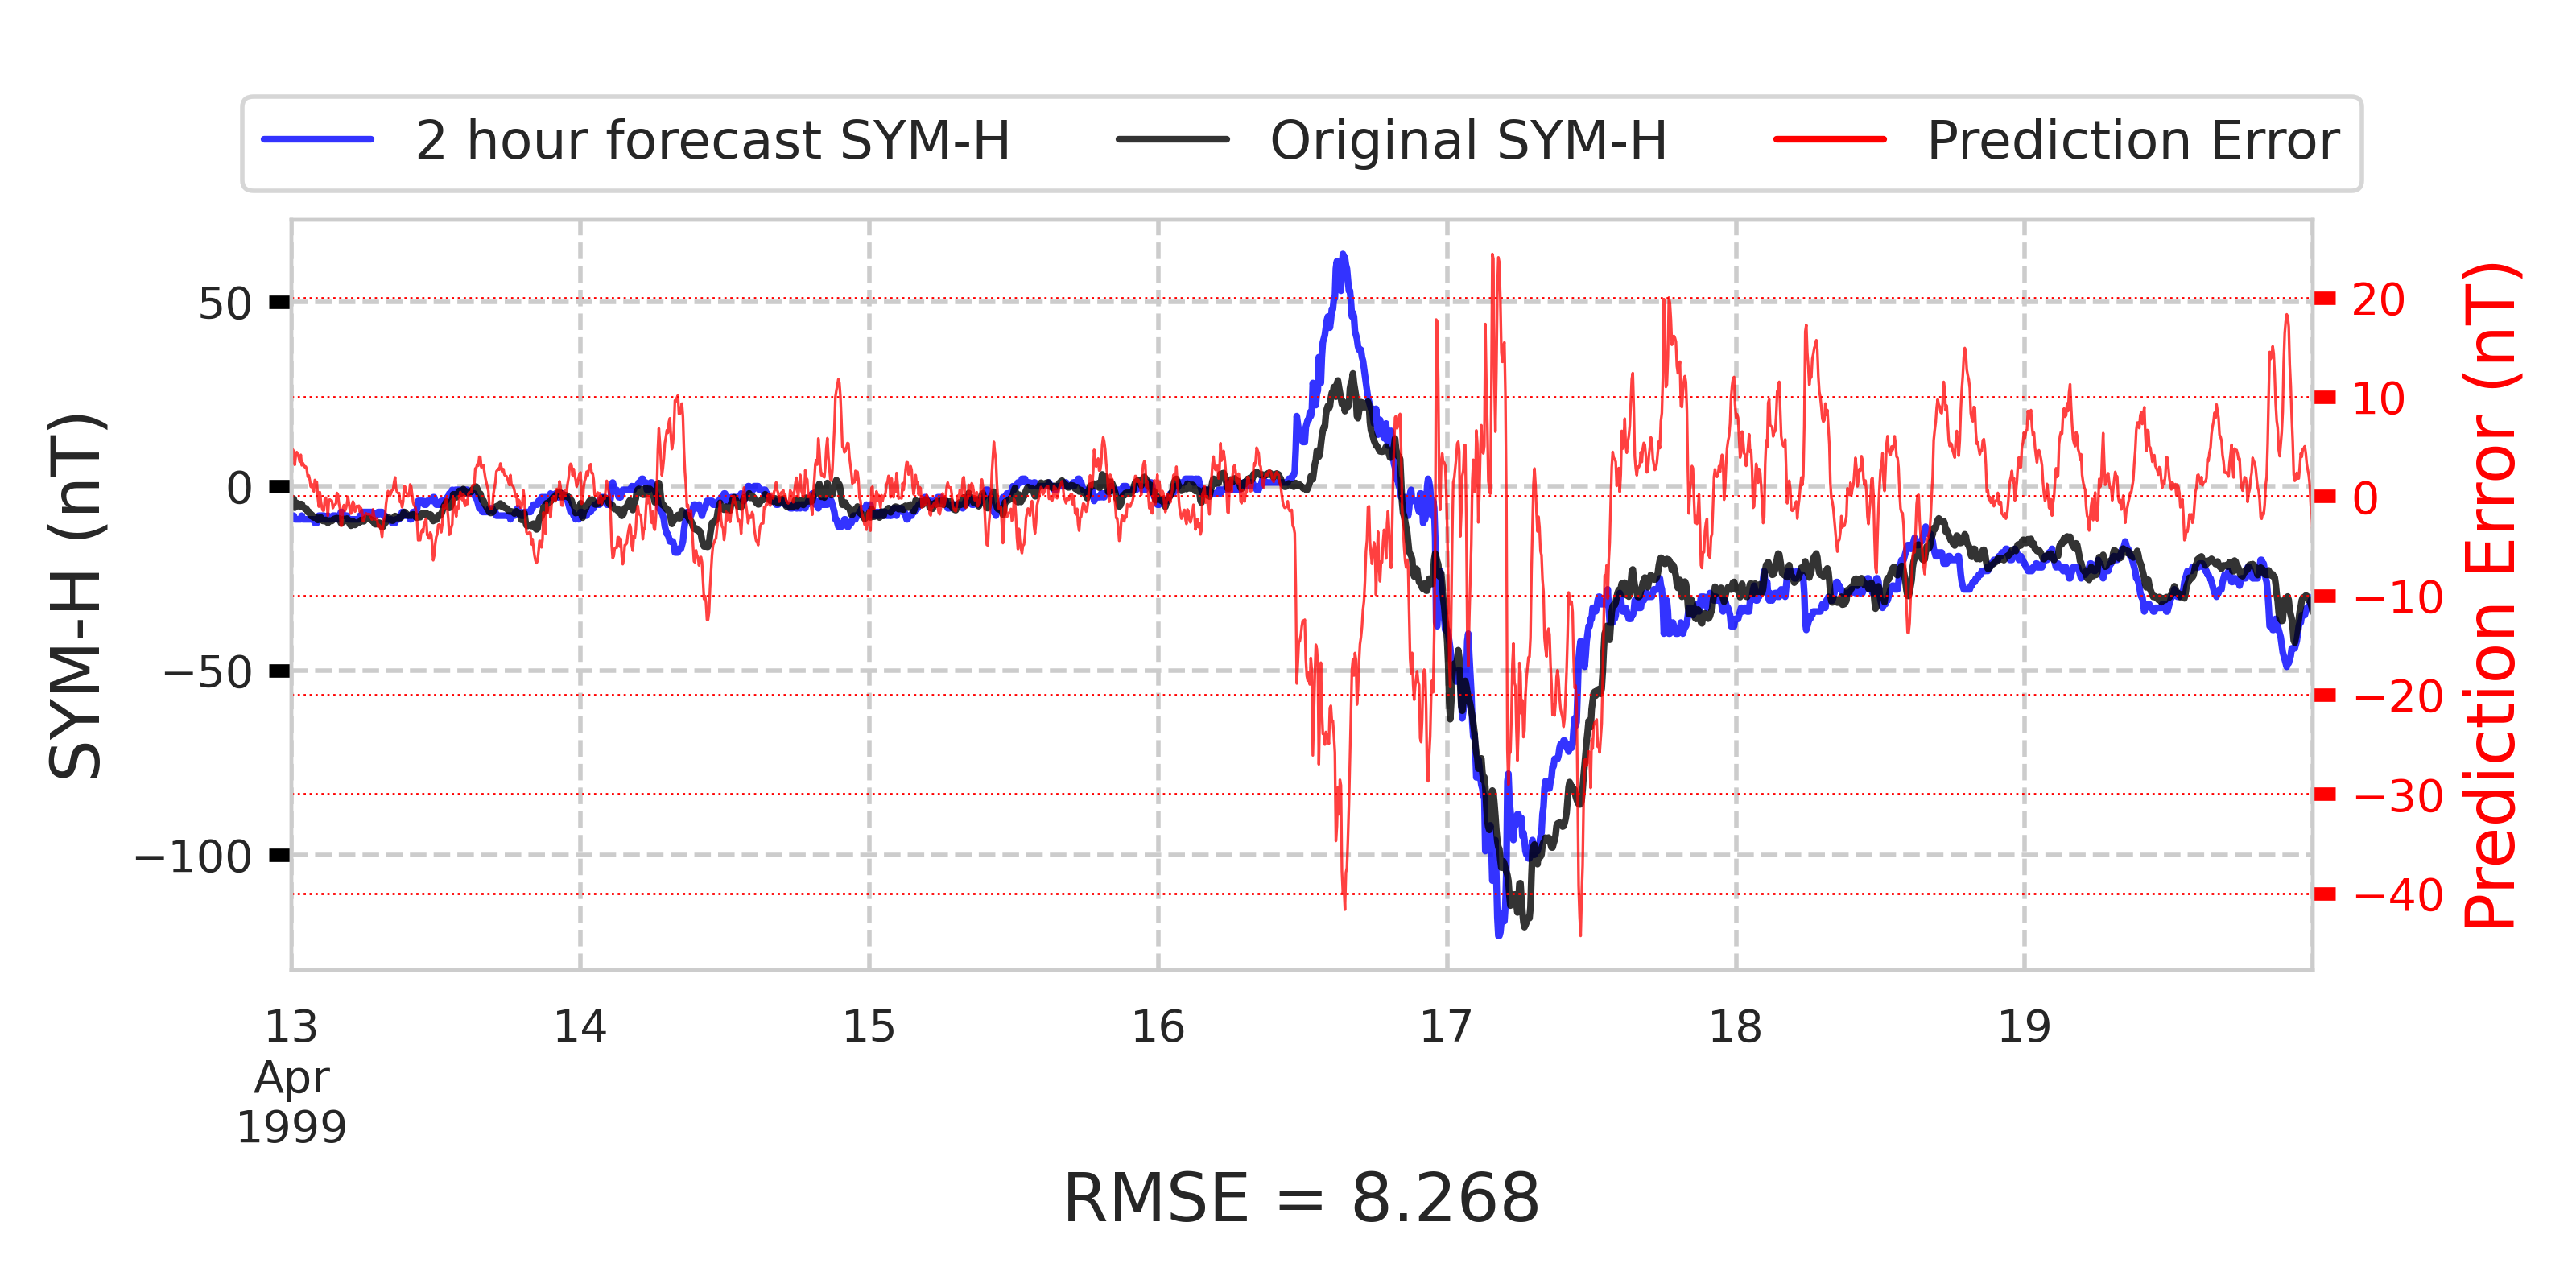 2 hour forecast SYM-H Original SYM-H Prediction Error
SYM-H (nT)
50
0
−50
−100
20
10
0
−10
−20
−30
−40
Prediction Error (nT)
13 14 15 16 17 18 19
Apr
1999
RMSE = 8.268